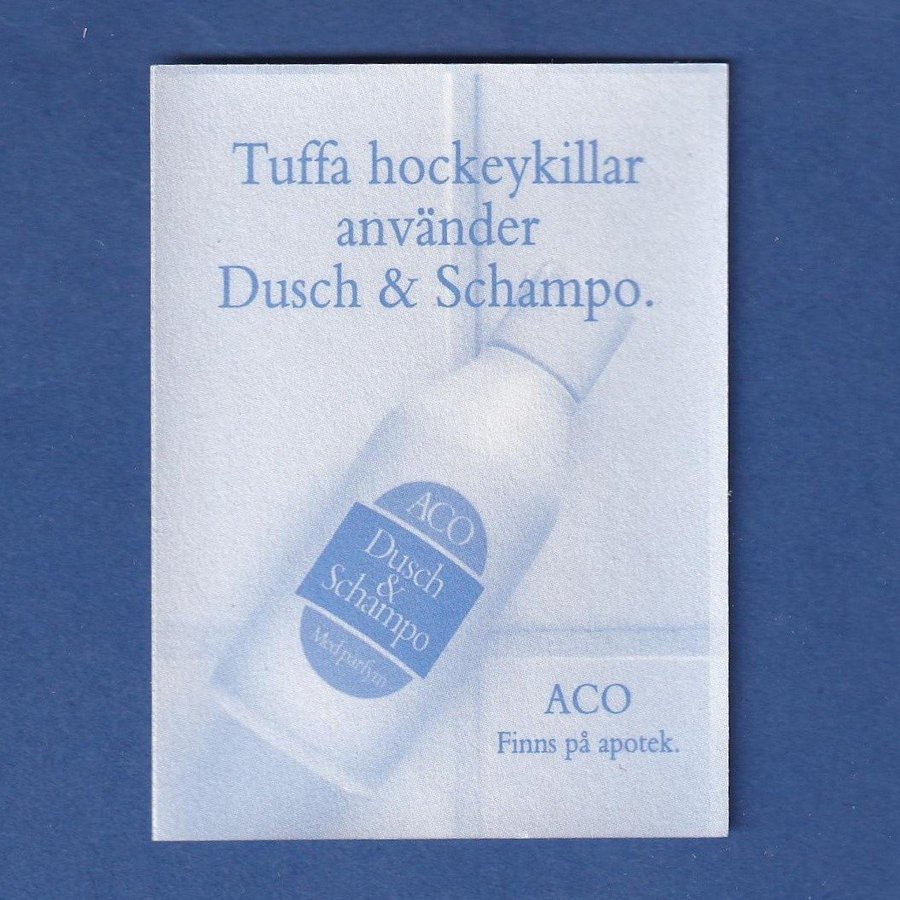 Tuffa hockeykillar
använder
Dusch & Schampo.
ACO
Dusch
&
Schampo
Med parfym
ACO
Finns på apotek.